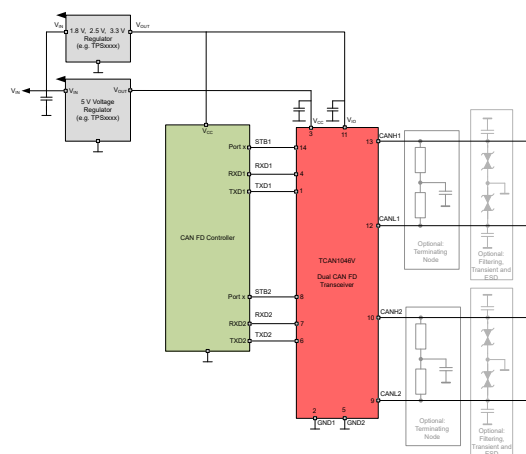 VIN
1.8 V, 2.5 V, 3.3 V
Regulator
(e.g. TPSxxxx)
VOUT
VIN
VIN
VOUT
5 V Voltage
Regulator
(e.g. TPSxxxx)
VCC
VIO
3
11
VCC
Port x
STB1
14
RXD1
RXD1
4
TXD1
TXD1
1
CAN FD Controller
TCAN1046V
Dual CAN FD
Transceiver
Port x
STB2
8
RXD2
RXD2
7
TXD2
TXD2
6
13
CANH1
12
CANL1
Optional:
Terminating
Node
Optional:
Filtering,
Transient and
ESD
10
CANH2
9
CANL2
Optional:
Terminating
Node
Optional:
Filtering,
Transient and
ESD
2
5
GND1
GND2